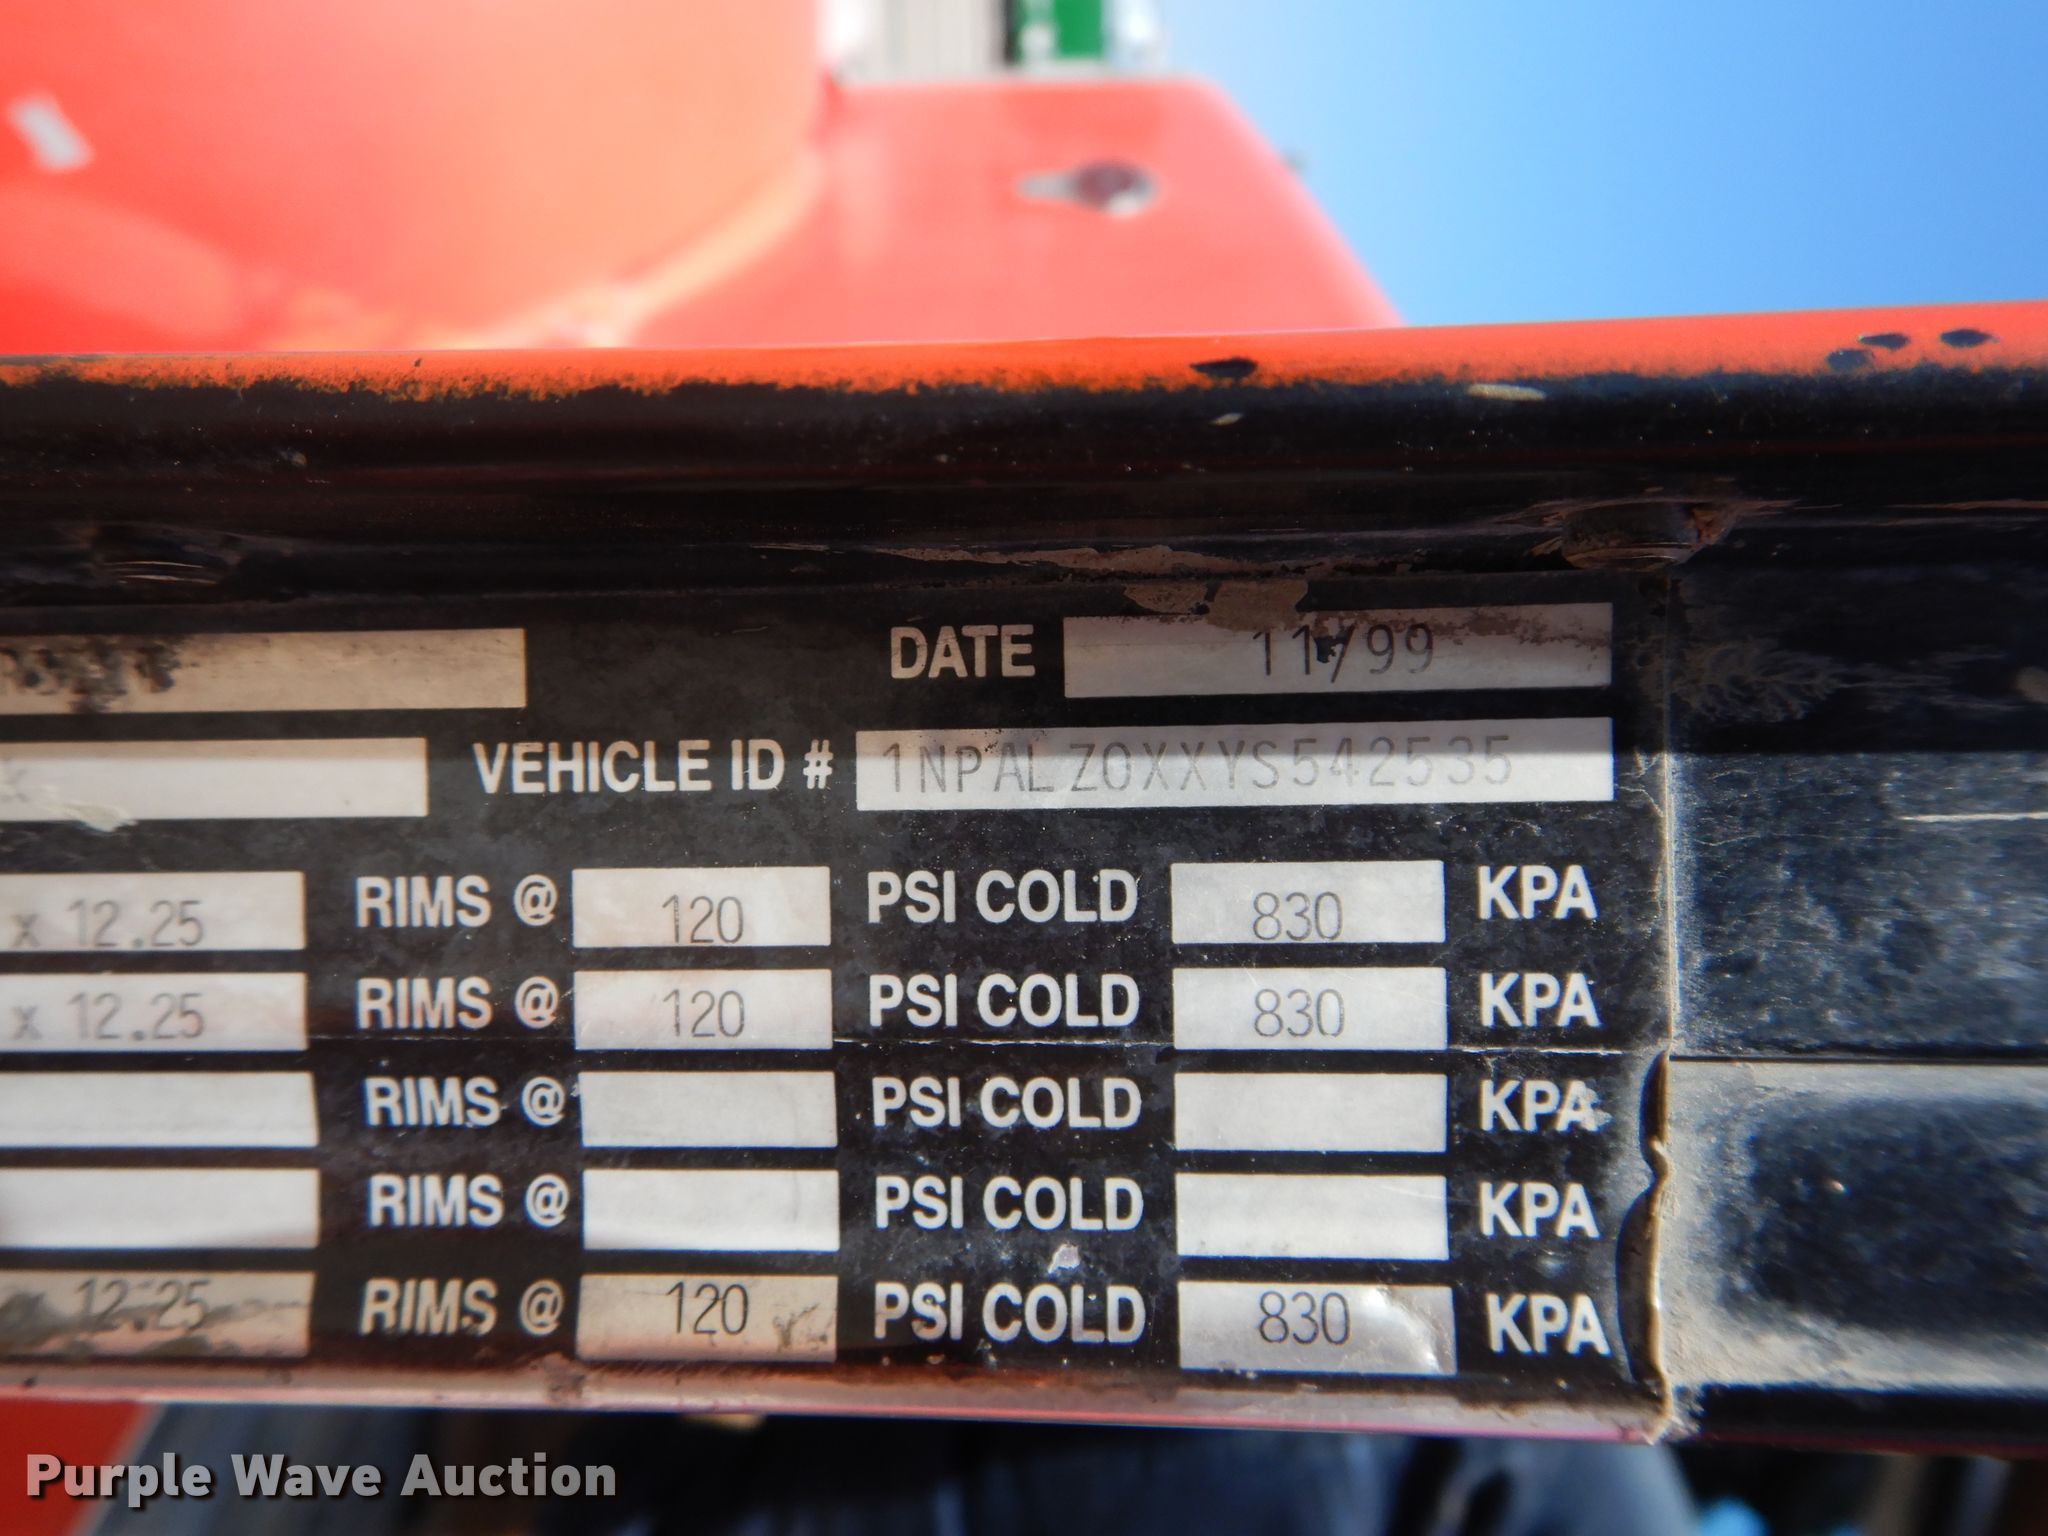 DATE 11/99
VEHICLE ID # 1NPALZ0XXYS542535
x 12.25 RIMS @ 120 PSI COLD 830 KPA
x 12.25 RIMS @ 120 PSI COLD 830 KPA
RIMS @ PSI COLD KPA
RIMS @ PSI COLD KPA
x 12.25 RIMS @ 120 PSI COLD 830 KPA
Purple Wave Auction